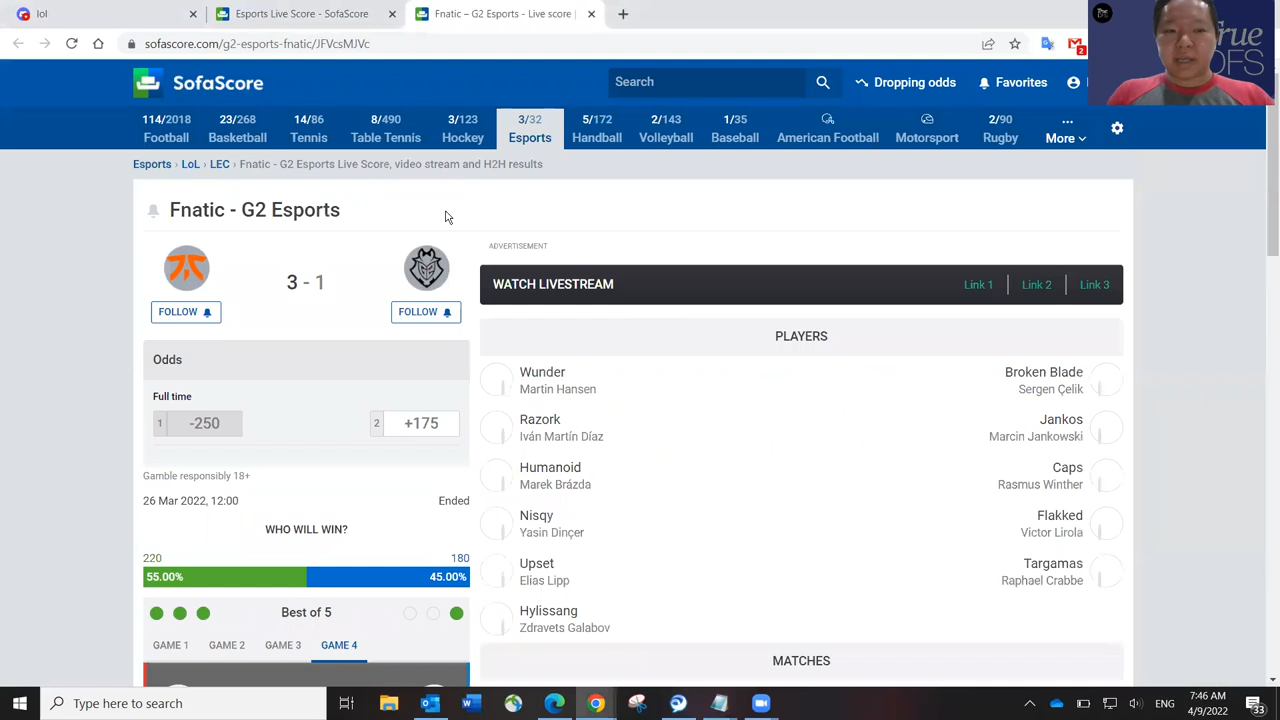 lol
Esports Live Score - SofaScore
Fnatic – G2 Esports - Live score
sofascore.com/g2-esports-fnatic/JFVcsMJVc
2
True
DFS
SofaScore
Search
Dropping odds
Favorites
114/2018
23/268
14/86
8/490
3/123
3/32
5/172
2/143
1/35
2/90
Football
Basketball
Tennis
Table Tennis
Hockey
Esports
Handball
Volleyball
Baseball
American Football
Motorsport
Rugby
More
Esports › LoL › LEC › Fnatic - G2 Esports Live Score, video stream and H2H results
Fnatic - G2 Esports
ADVERTISEMENT
3 - 1
FOLLOW
FOLLOW
WATCH LIVESTREAM
Link 1
Link 2
Link 3
PLAYERS
Odds
Full time
1
-250
2
+175
Gamble responsibly 18+
26 Mar 2022, 12:00
Ended
WHO WILL WIN?
220
180
55.00%
45.00%
Best of 5
GAME 1
GAME 2
GAME 3
GAME 4
Wunder
Martin Hansen
Broken Blade
Sergen Çelik
Razork
Iván Martín Díaz
Jankos
Marcin Jankowski
Humanoid
Marek Brázda
Caps
Rasmus Winther
Nisqy
Yasin Dinçer
Flakked
Victor Lirola
Upset
Elias Lipp
Targamas
Raphael Crabbe
Hylissang
Zdravets Galabov
MATCHES
Type here to search
ENG
7:46 AM
4/9/2022
33